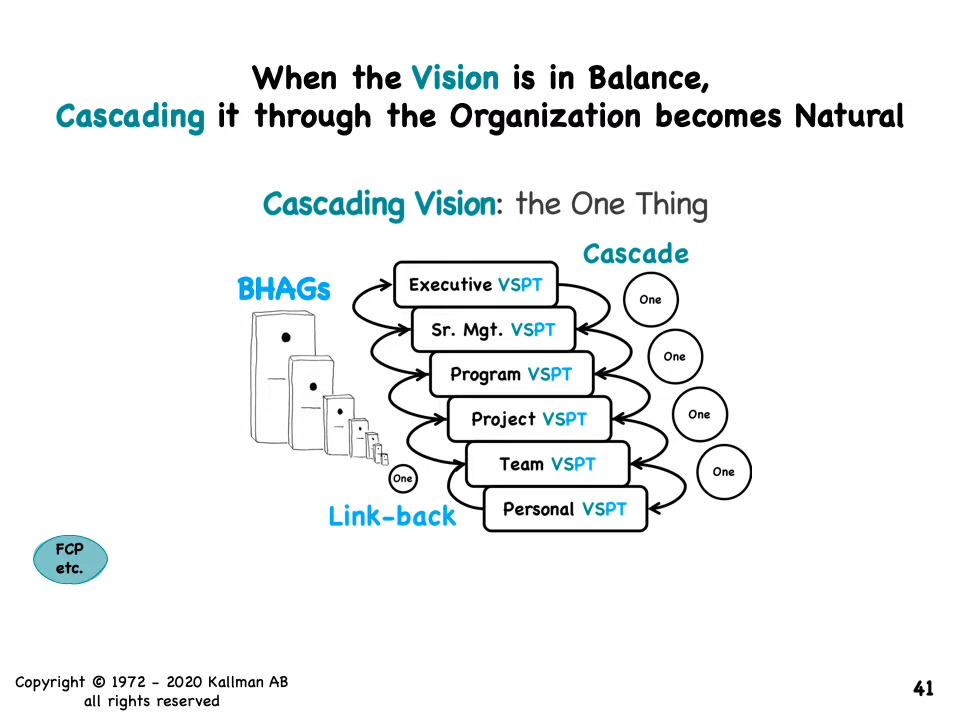 When the Vision is in Balance,
Cascading it through the Organization becomes Natural
Cascading Vision: the One Thing
Cascade
BHAGs
Executive VSPT
One
Sr. Mgt. VSPT
One
Program VSPT
One
Project VSPT
Team VSPT
One
One
Personal VSPT
Link-back
FCP
etc.
Copyright © 1972 - 2020 Kallman AB
all rights reserved
41